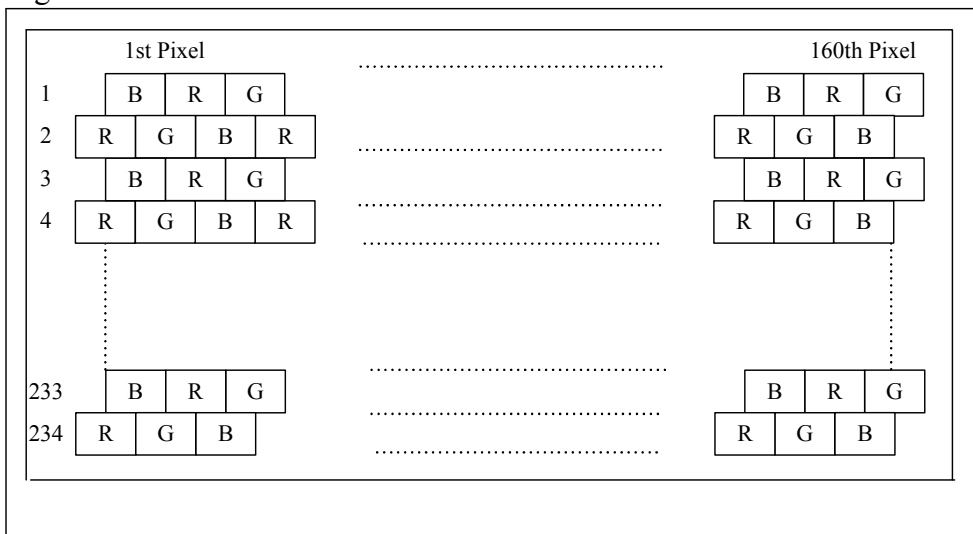 1st Pixel 160th Pixel
1 B R G B R G
2 R G B R R G B
3 B R G B R G
4 R G B R R G B
233 B R G B R G
234 R G B R G B